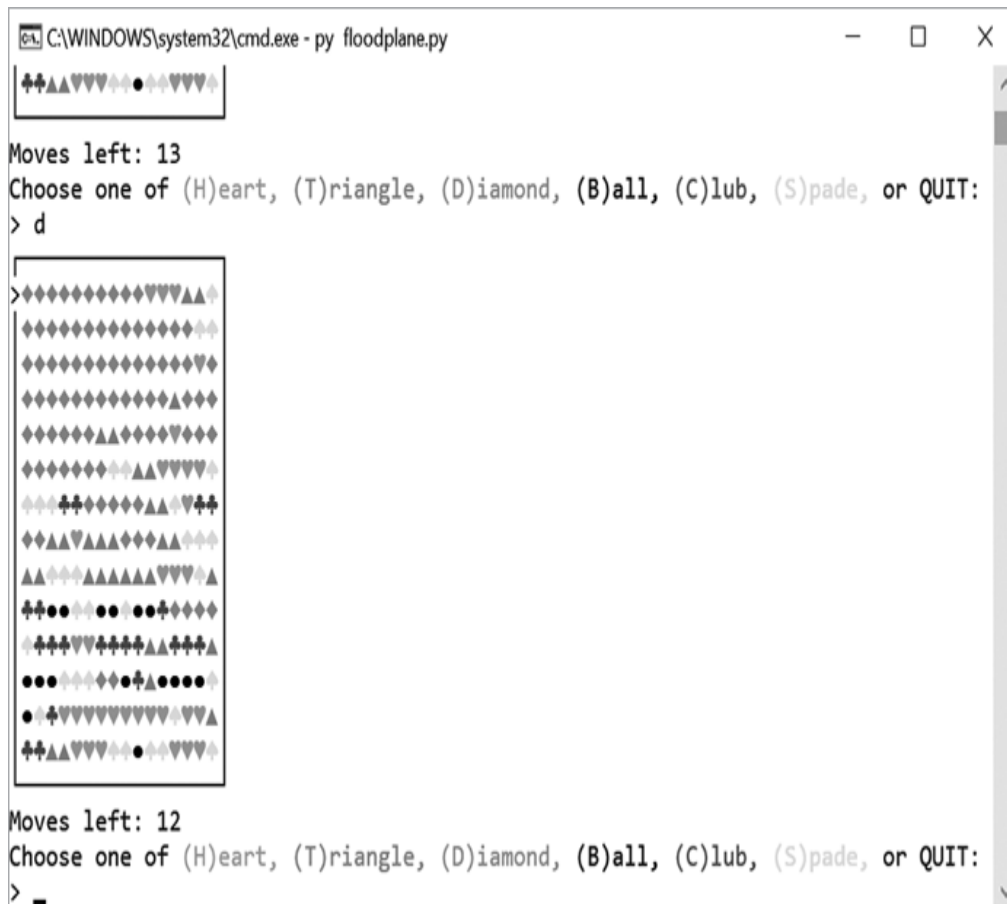 C:\WINDOWS\system32\cmd.exe - py floodplane.py
♣♣▲▲♥♥♥♠♠●♠♠♥♥♥♠
Moves left: 13
Choose one of (H)eart, (T)riangle, (D)iamond, (B)all, (C)lub, (S)pade, or QUIT:
> d
>♦♦♦♦♦♦♦♦♦♦♥♥♥▲▲♠
♦♦♦♦♦♦♦♦♦♦♦♦♦♦♠♠
♦♦♦♦♦♦♦♦♦♦♦♦♦♦♥♦
♦♦♦♦♦♦♦♦♦♦♦♦▲♦♦♦
♦♦♦♦♦♦▲▲♦♦♦♦♥♦♦♦
♦♦♦♦♦♦♦♠♠▲▲♥♥♥♥♠
♠♠♠♣♣♦♦♦♦♦▲▲♠♥♣♣
♦♦▲▲♥▲▲▲♦♦♦▲▲♠♠♠
▲▲♠♠♠▲▲▲▲▲▲♥♥♥♠▲
♣♣●●♠♠●●♠●●♣♦♦♦♦
♠♣♣♣♥♥♣♣♣♣▲▲♣♣♣▲
●●●♠♠♠♦♦●♣▲●●●●♠
●♠♣♥♥♥♥♥♥♥♥♥♠♥♥▲
♣♣▲▲♥♥♥♠♠●♠♠♥♥♥♠
Moves left: 12
Choose one of (H)eart, (T)riangle, (D)iamond, (B)all, (C)lub, (S)pade, or QUIT:
>